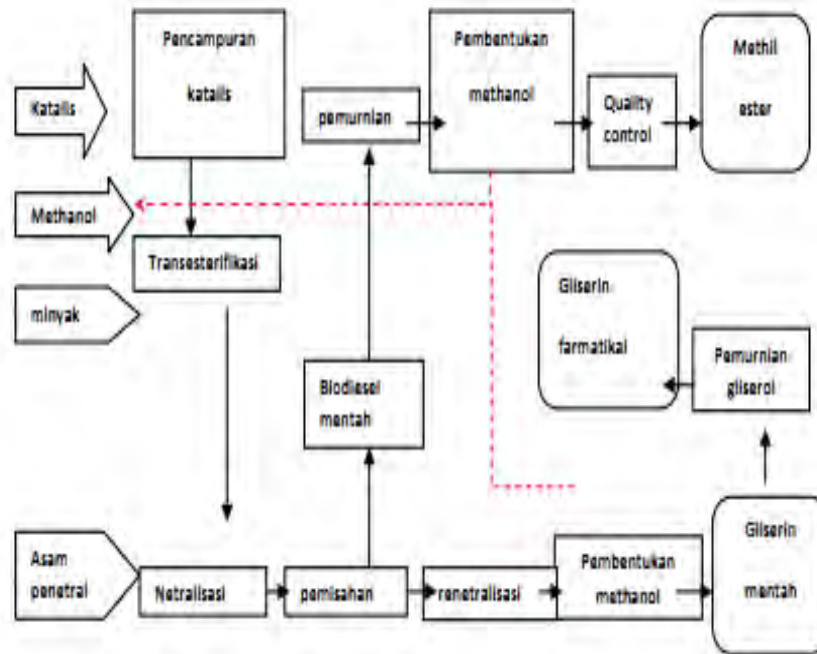 Pencampuran
katalis
Pembentukan
methanol
Methil
ester
Katalis
pemurnian
Quality
control
Methanol
Transesterifikasi
minyak
Gliserin
farmatikal
Pemurnian
gliserol
Biodiesel
mentah
Asam
penetral
Netralisasi
pemisahan
renetralisasi
Pembentukan
methanol
Gliserin
mentah